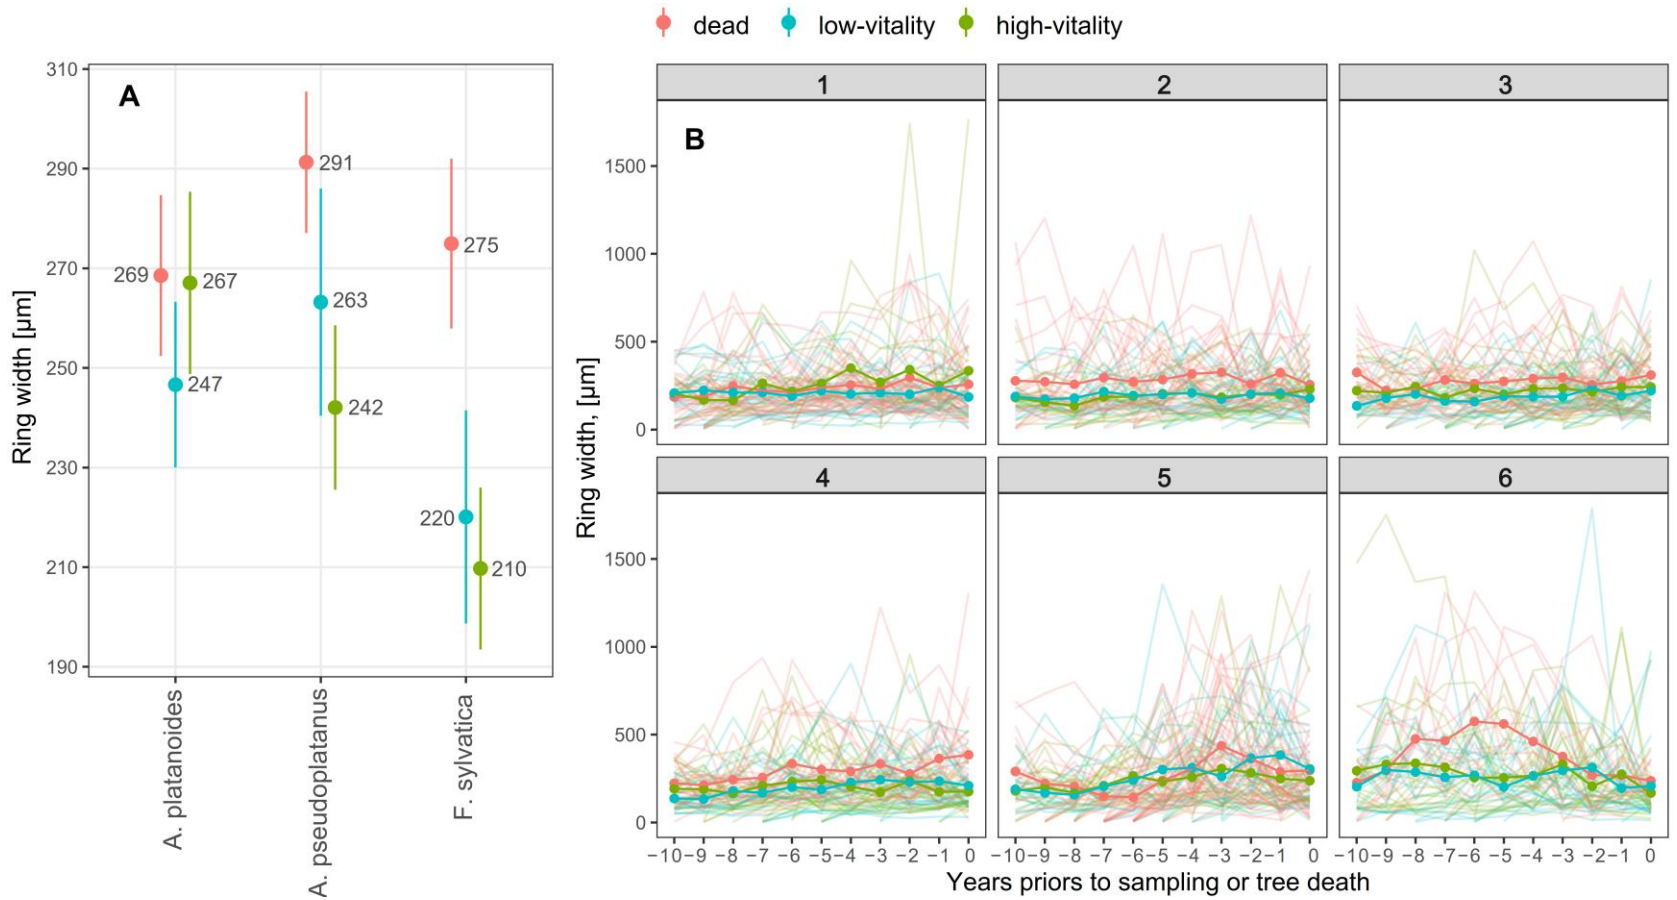 dead low-vitality high-vitality
A
310
290
270
250
230
210
190
Ring width [µm]
269
247
267
291
263
242
275
220
210
A. platanoides
A. pseudoplatanus
F. sylvatica
B
1 2 3
1500
1000
500
0
4 5 6
1500
1000
500
0
Ring width, [µm]
−10 −9 −8 −7 −6 −5 −4 −3 −2 −1 0
−10 −9 −8 −7 −6 −5 −4 −3 −2 −1 0
−10 −9 −8 −7 −6 −5 −4 −3 −2 −1 0
Years priors to sampling or tree death